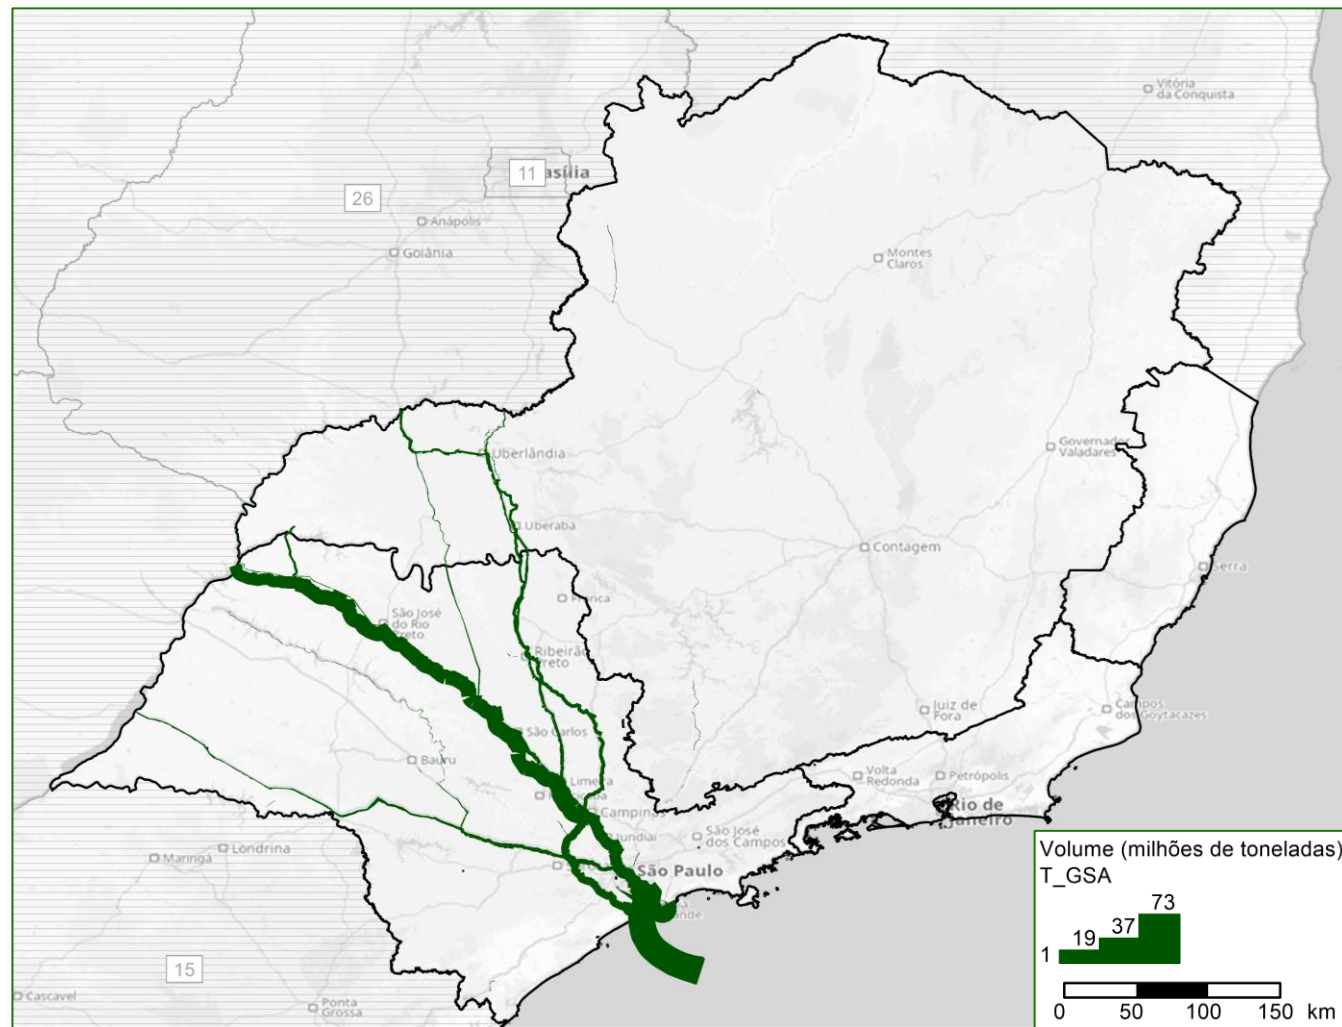 Vitória
da Conquista
11
asília
26
Anápolis
Goiânia
Montes
Claros
Uberlândia
Governador
Valadares
Uberaba
Contagem
Serra
Franca
São José
do Rio
Preto
Ribeirão
Preto
Juiz de
Fora
Campos
dos Goytacazes
São Carlos
Bauru
Volta
Redonda
Petrópolis
Limeira
Rio de
Janeiro
Campinas
Jundiaí
São José
dos Campos
Londrina
Maringá
São Paulo
15
Cascavel
Ponta
Grossa
Volume (milhões de toneladas)
T_GSA
73
37
19
1
0 50 100 150 km